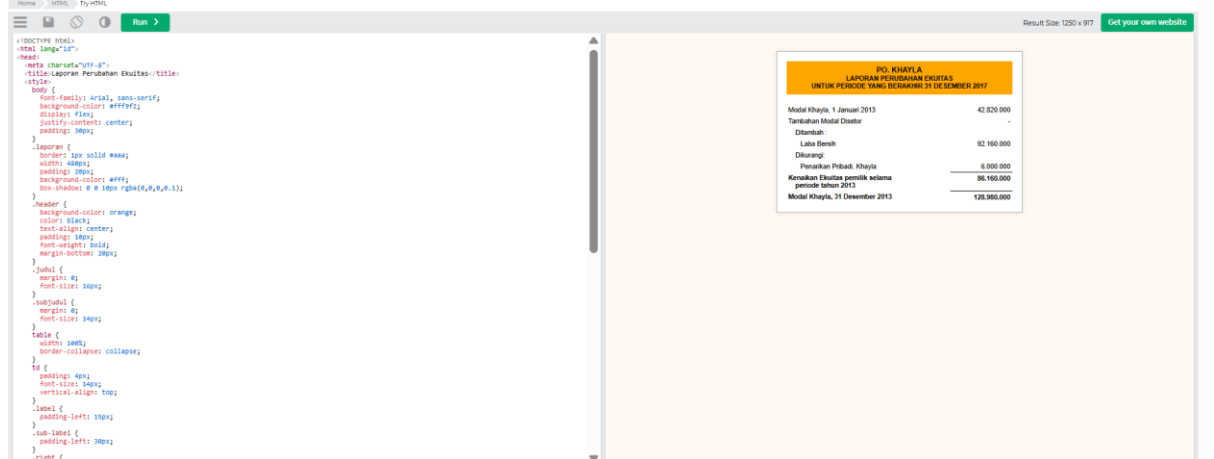 Home HTML Try HTML
Run ❯
Result Size: 1250 x 917
Get your own website
<!DOCTYPE html>
<html lang="id">
<head>
<meta charset="UTF-8">
<title>Laporan Perubahan Ekuitas</title>
<style>
body {
font-family: Arial, sans-serif;
background-color: #fff9f2;
display: flex;
justify-content: center;
padding: 30px;
}
.laporan {
border: 1px solid #aaa;
width: 480px;
padding: 20px;
background-color: #fff;
box-shadow: 0 0 10px rgba(0,0,0,0.1);
}
.header {
background-color: orange;
color: black;
text-align: center;
padding: 10px;
font-weight: bold;
margin-bottom: 20px;
}
.judul {
margin: 0;
font-size: 16px;
}
.subjudul {
margin: 0;
font-size: 14px;
}
table {
width: 100%;
border-collapse: collapse;
}
td {
padding: 4px;
font-size: 14px;
vertical-align: top;
}
.label {
padding-left: 15px;
}
.sub-label {
padding-left: 30px;
}
.right {
PO. KHAYLA
LAPORAN PERUBAHAN EKUITAS
UNTUK PERIODE YANG BERAKHIR 31 DESEMBER 2017
Modal Khayla, 1 Januari 2013 42.820.000
Tambahan Modal Disetor -
Ditambah :
Laba Bersih 92.160.000
Dikurangi:
Penarikan Pribadi, Khayla 6.000.000
Kenaikan Ekuitas pemilik selama 86.160.000
periode tahun 2013
Modal Khayla, 31 Desember 2013 128.980.000